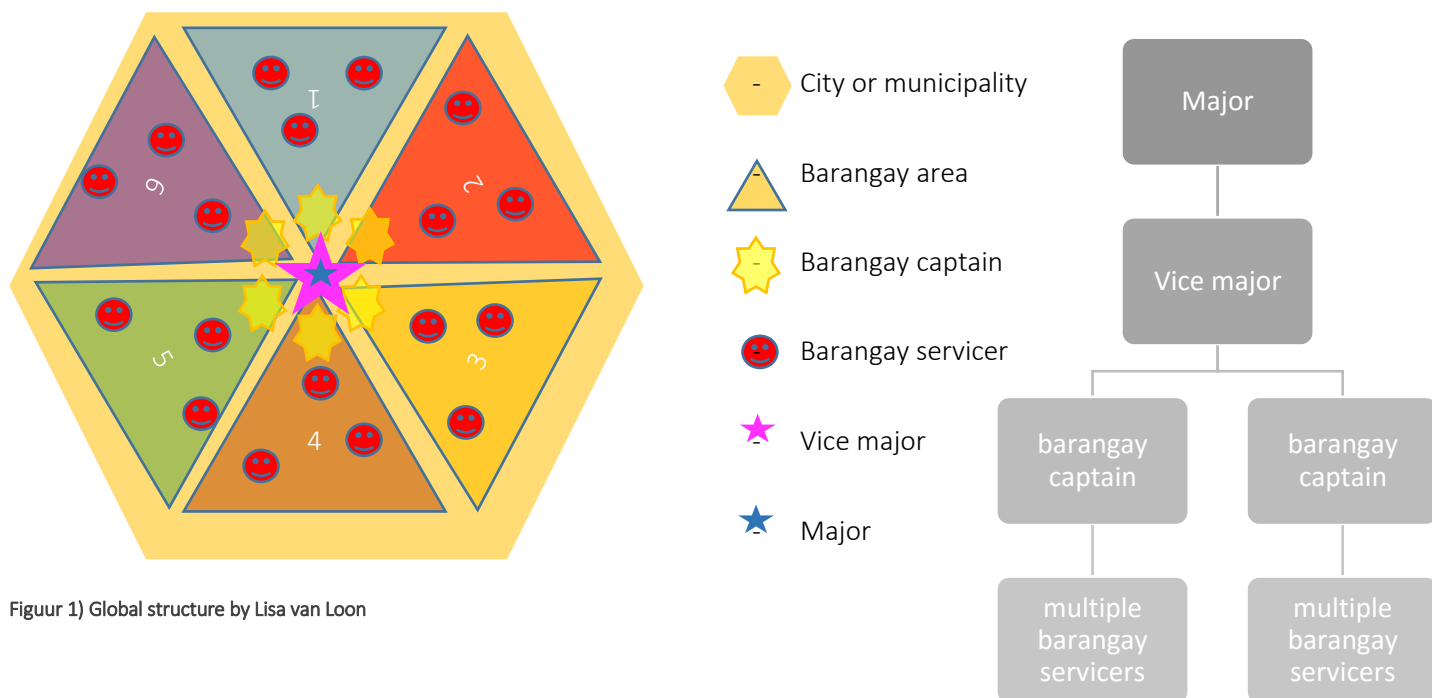 1
2
3
4
5
6
- City or municipality
- Barangay area
- Barangay captain
- Barangay servicer
- Vice major
- Major
Figuur 1) Global structure by Lisa van Loon
Major
Vice major
barangay
captain
barangay
captain
multiple
barangay
servicers
multiple
barangay
servicers